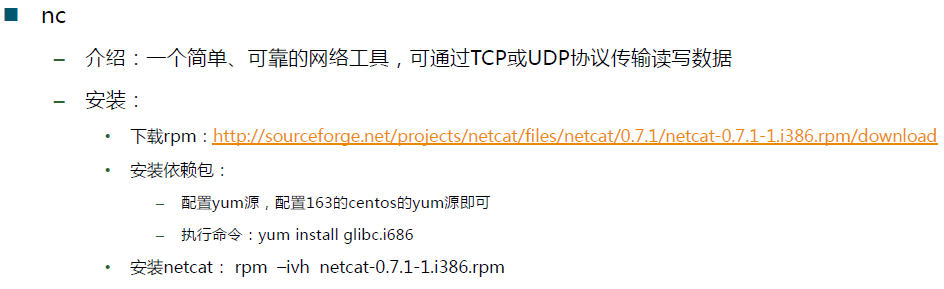 nc
介绍：一个简单、可靠的网络工具，可通过TCP或UDP协议传输读写数据
安装：
下载rpm：http://sourceforge.net/projects/netcat/files/netcat/0.7.1/netcat-0.7.1-1.i386.rpm/download
安装依赖包：
配置yum源，配置163的centos的yum源即可
执行命令：yum install glibc.i686
安装netcat： rpm –ivh netcat-0.7.1-1.i386.rpm